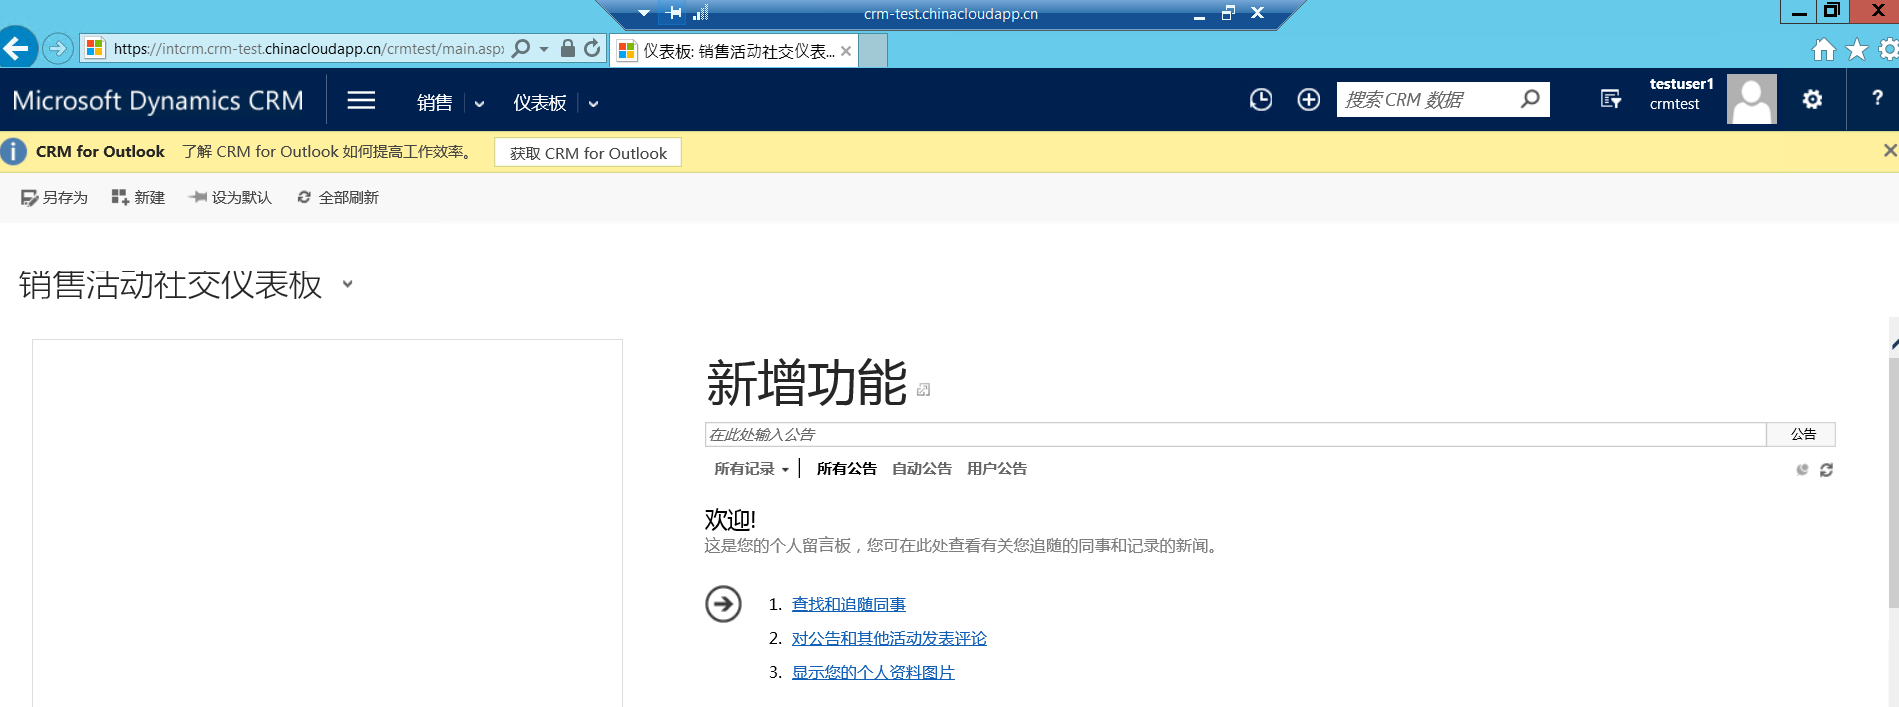 crm-test.chinacloudapp.cn
https://intcrm.crm-test.chinacloudapp.cn/crmtest/main.aspx
仪表板: 销售活动社交仪表...
Microsoft Dynamics CRM
销售
仪表板
搜索 CRM 数据
testuser1
crmtest
?
CRM for Outlook 了解 CRM for Outlook 如何提高工作效率。 获取 CRM for Outlook
另存为 新建 设为默认 全部刷新
销售活动社交仪表板
新增功能
在此处输入公告 公告
所有记录 所有公告 自动公告 用户公告
欢迎!
这是您的个人留言板，您可在此处查看有关您追随的同事和记录的新闻。
1. 查找和追随同事
2. 对公告和其他活动发表评论
3. 显示您的个人资料图片